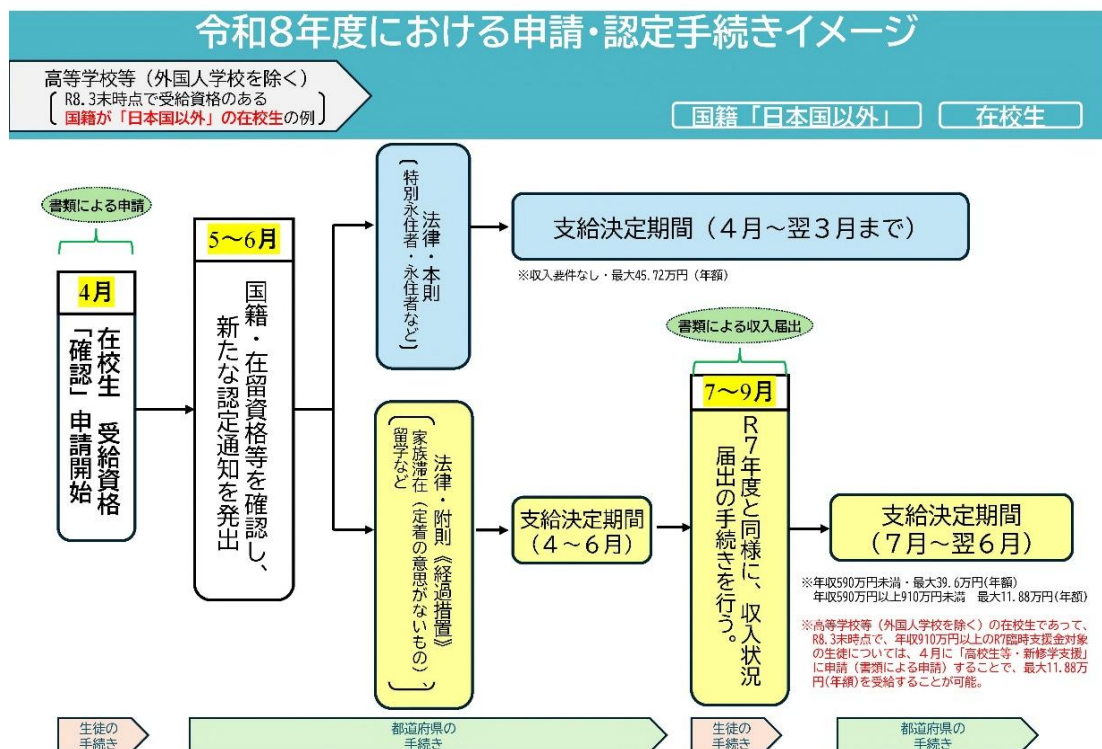 令和8年度における申請・認定手続きイメージ
高等学校等（外国人学校を除く）
R8.3末時点で受給資格のある
国籍が「日本国以外」の在校生の例
国籍「日本国以外」
在校生
書類による申請
4月
在校生　受給資格
「確認」申請開始
5～6月
国籍・在留資格等を確認し、
新たな認定通知を発出
法律・本則
（特別永住者・永住者など）
支給決定期間（4月～翌3月まで）
※収入要件なし・最大45.72万円（年額）
法律・附則《経過措置》
家族滞在（定着の意思がないもの）、
留学など
支給決定期間
（4～6月）
書類による収入届出
7～9月
R7年度と同様に、収入状況
届出の手続きを行う。
支給決定期間
（7月～翌6月）
※年収590万円未満・最大39.6万円(年額)
年収590万円以上910万円未満　最大11.88万円(年額)
※高等学校等（外国人学校を除く）の在校生であって、
R8.3末時点で、年収910万円以上のR7臨時支援金対象
の生徒については、4月に「高校生等・新修学支援」
に申請（書類による申請）することで、最大11.88万
円(年額)を受給することが可能。
生徒の
手続き
都道府県の
手続き
生徒の
手続き
都道府県の
手続き